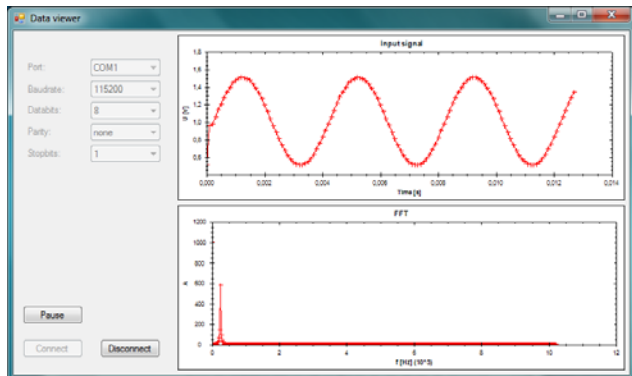 Data viewer
Port: COM1
Baudrate: 115200
Databits: 8
Parity: none
Stopbits: 1
Pause
Connect Disconnect
Input signal
1,8
1,6
1,4
1,2
1,0
0,8
0,6
U [V]
0,000 0,002 0,004 0,006 0,008 0,010 0,012 0,014
Time [s]
FFT
1200
1000
800
600
400
200
0
A
0 2 4 6 8 10 12
f [Hz] (10^3)